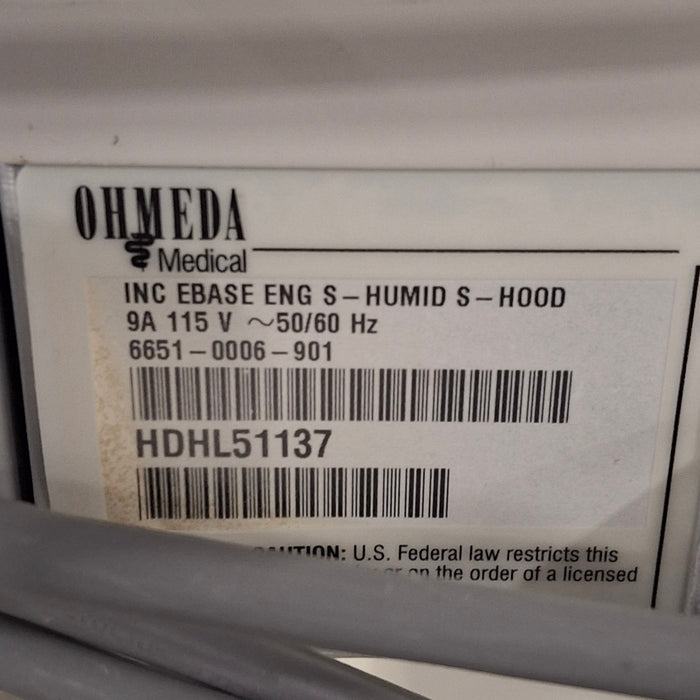 OHMEDA
Medical
INC EBASE ENG S-HUMID S-HOOD
9A 115 V ~50/60 Hz
6651-0006-901
HDHL51137
CAUTION: U.S. Federal law restricts this
or on the order of a licensed